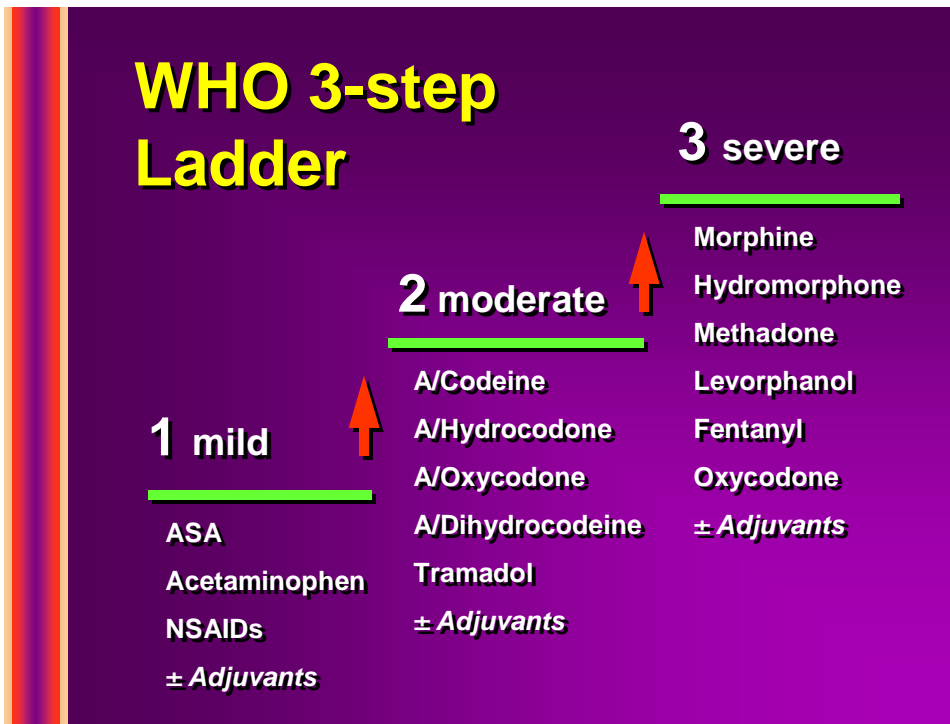 WHO 3-step
Ladder
1 mild
ASA
Acetaminophen
NSAIDs
± Adjuvants
2 moderate
A/Codeine
A/Hydrocodone
A/Oxycodone
A/Dihydrocodeine
Tramadol
± Adjuvants
3 severe
Morphine
Hydromorphone
Methadone
Levorphanol
Fentanyl
Oxycodone
± Adjuvants